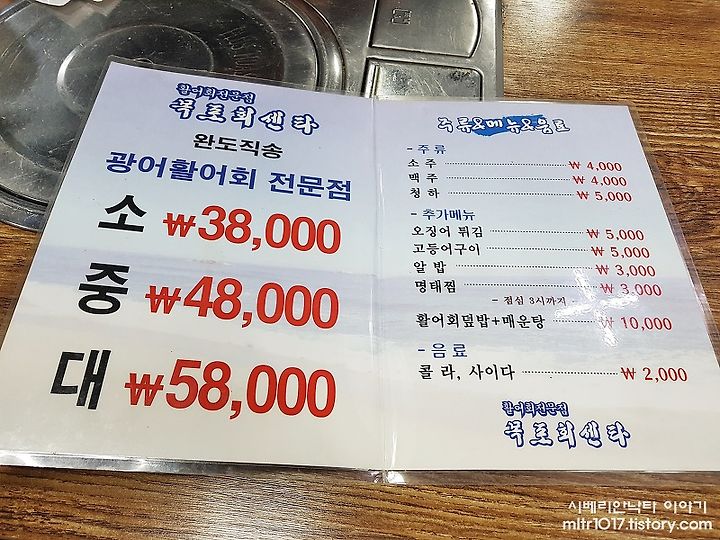 활어회전문점
목포회센타
완도직송
광어활어회 전문점
소 ₩38,000
중 ₩48,000
대 ₩58,000
주류&메뉴&음료
- 주 류
소 주 ₩ 4,000
맥 주 ₩ 4,000
청 하 ₩ 5,000
- 추가메뉴
오징어 튀김 ₩ 5,000
고등어구이 ₩ 5,000
알 밥 ₩ 3,000
명태찜 ₩ 3,000
- 점심 3시까지
활어회덮밥+매운탕 ₩ 10,000
- 음 료
콜 라, 사이다 ₩ 2,000
활어회전문점
목포회센타
시베리안낙타 이야기
mltr1017.tistory.com